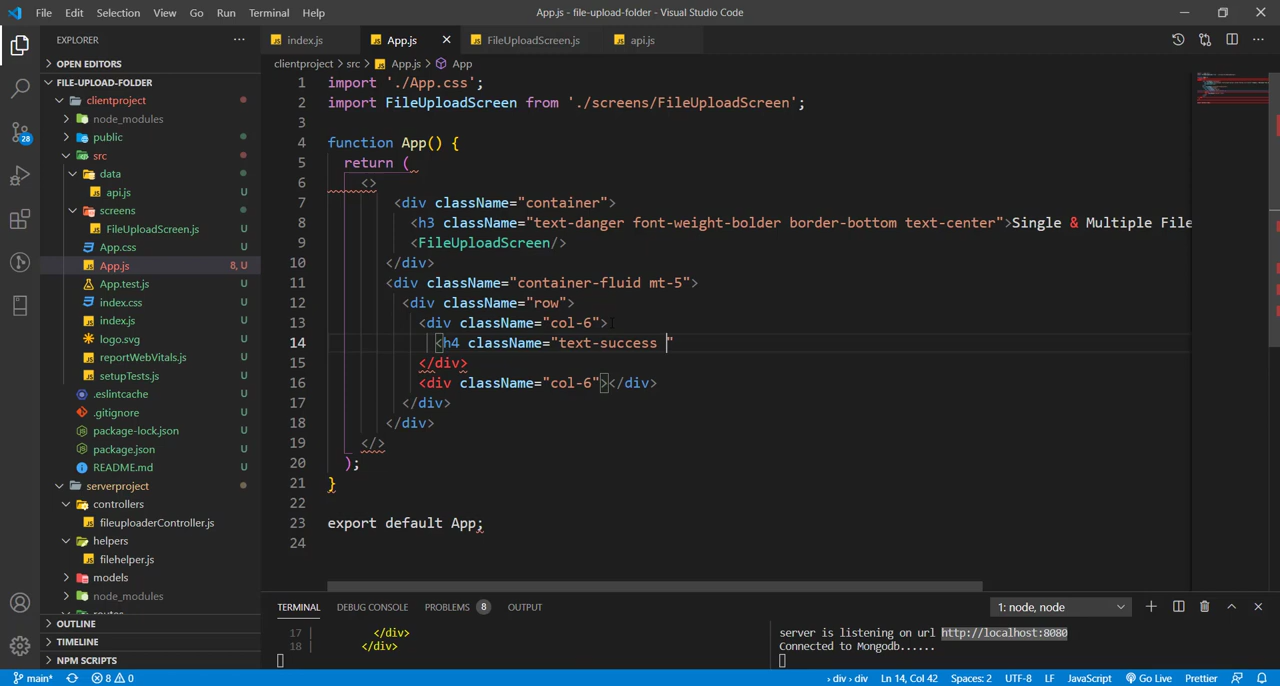 File Edit Selection View Go Run Terminal Help App.js - file-upload-folder - Visual Studio Code
EXPLORER
OPEN EDITORS
FILE-UPLOAD-FOLDER
clientproject
node_modules
public
src
data
api.js U
screens
FileUploadScreen.js U
App.css U
App.js 8, U
App.test.js U
index.css U
index.js U
logo.svg U
reportWebVitals.js U
setupTests.js U
.eslintcache U
.gitignore U
package-lock.json U
package.json U
README.md U
serverproject
controllers
fileuploaderController.js
helpers
filehelper.js
models
node_modules
OUTLINE
TIMELINE
NPM SCRIPTS
28
index.js App.js FileUploadScreen.js api.js
clientproject > src > App.js > App
1 import './App.css';
2 import FileUploadScreen from './screens/FileUploadScreen';
3
4 function App() {
5 return (
6 <>
7 <div className="container">
8 <h3 className="text-danger font-weight-bolder border-bottom text-center">Single & Multiple File
9 <FileUploadScreen/>
10 </div>
11 <div className="container-fluid mt-5">
12 <div className="row">
13 <div className="col-6">
14 <h4 className="text-success "
15 </div>
16 <div className="col-6"></div>
17 </div>
18 </div>
19 </>
20 );
21 }
22
23 export default App;
24
TERMINAL DEBUG CONSOLE PROBLEMS 8 OUTPUT 1: node, node
17 | </div>
18 | </div>
server is listening on url http://localhost:8080
Connected to Mongodb......
main* 8 0 › div › div Ln 14, Col 42 Spaces: 2 UTF-8 LF JavaScript Go Live Prettier